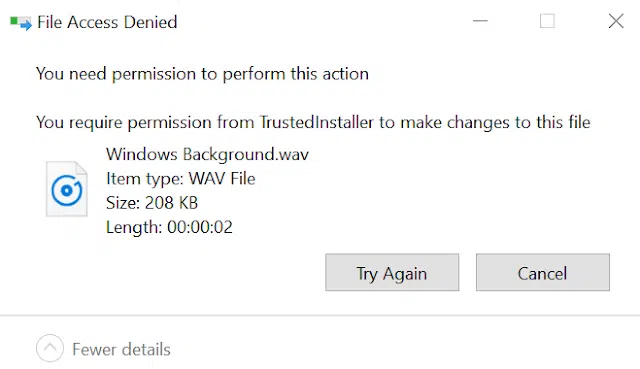 File Access Denied
You need permission to perform this action
You require permission from TrustedInstaller to make changes to this file
Windows Background.wav
Item type: WAV File
Size: 208 KB
Length: 00:00:02
Try Again
Cancel
Fewer details